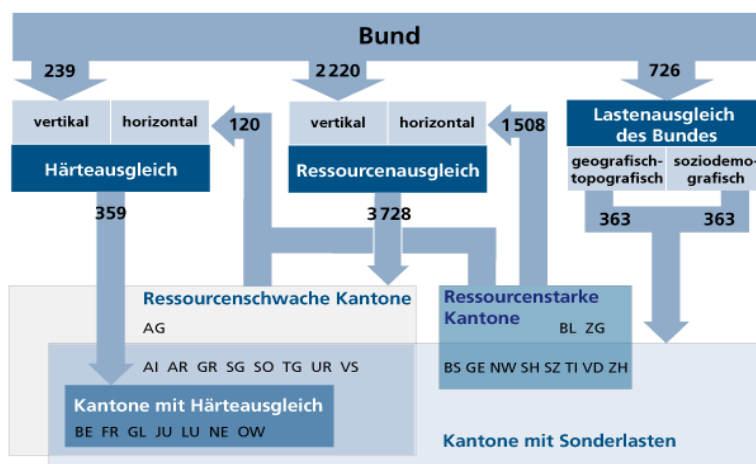 Bund
239
2 220
726
vertikal
horizontal
120
vertikal
horizontal
1 508
Lastenausgleich
des Bundes
Härteausgleich
Ressourcenausgleich
geografisch-
topografisch
soziodemo-
grafisch
359
3 728
363
363
Ressourcenschwache Kantone
AG
Ressourcenstarke
Kantone
BL ZG
AI AR GR SG SO TG UR VS
BS GE NW SH SZ TI VD ZH
Kantone mit Härteausgleich
BE FR GL JU LU NE OW
Kantone mit Sonderlasten